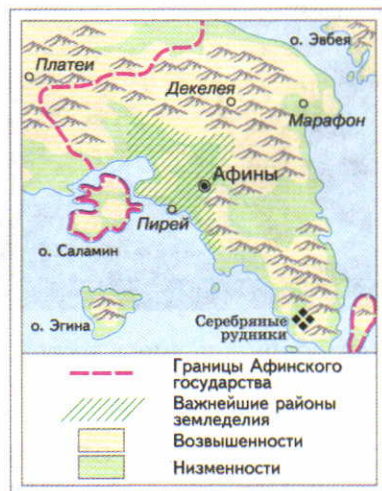 о. Эвбея
Платеи
Декелея
Марафон
Афины
Пирей
о. Саламин
о. Эгина
Серебряные
рудники
Границы Афинского
государства
Важнейшие районы
земледелия
Возвышенности
Низменности